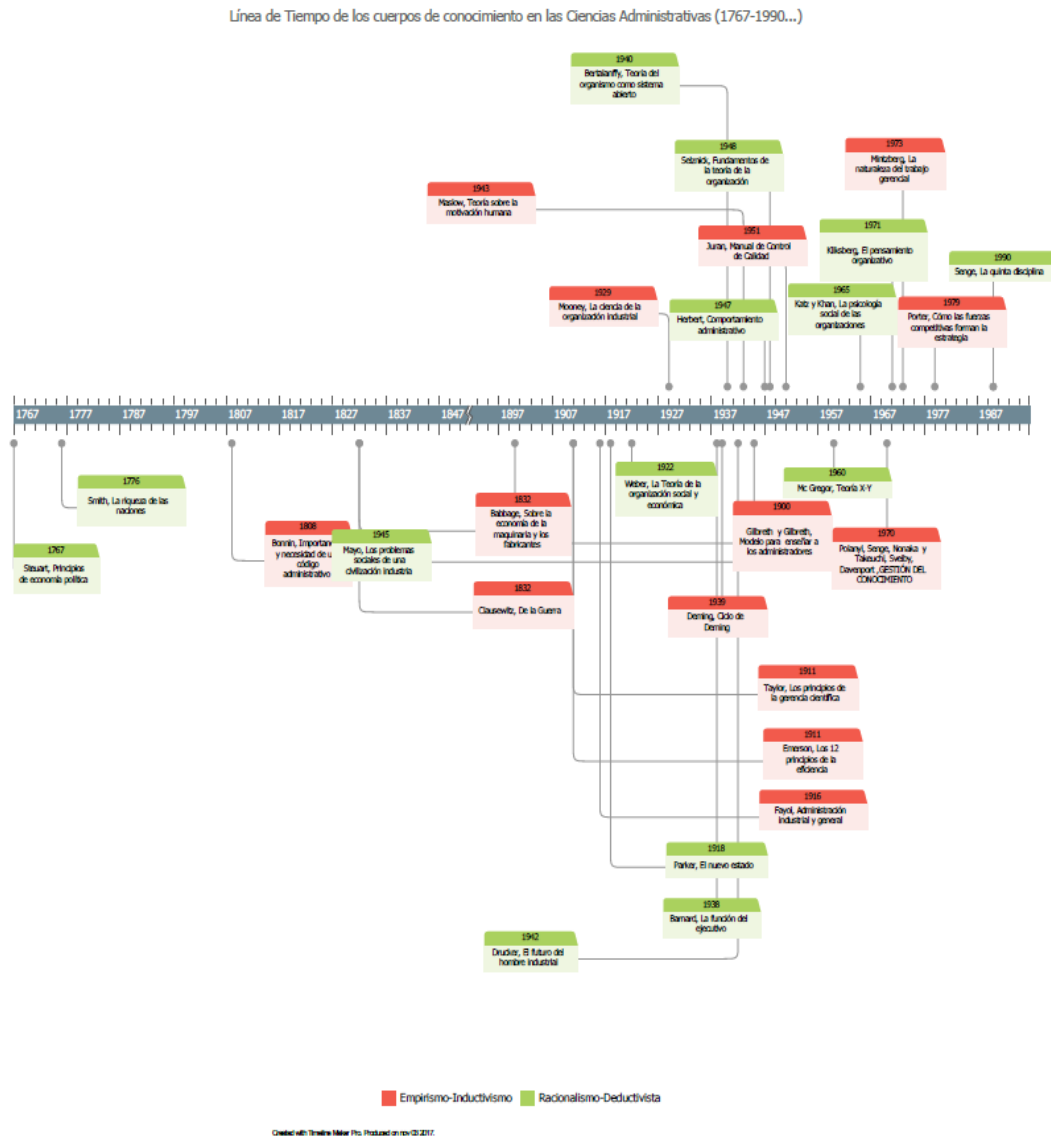 Línea de Tiempo de los cuerpos de conocimiento en las Ciencias Administrativas (1767-1990...)
1940
Bertalanffy, Teoría del
organismo como sistema
abierto
1948
Selznick, Fundamentos de
la teoría de la
organización
1973
Mintzberg, La
naturaleza del trabajo
gerencial
1943
Maslow, Teoría sobre la
motivación humana
1951
Juran, Manual de Control
de Calidad
1971
Kliksberg, El pensamiento
organizativo
1990
Senge, La quinta disciplina
1929
Mooney, La ciencia de la
organización industrial
1947
Herbert, Comportamiento
administrativo
1965
Katz y Khan, La psicología
social de las
organizaciones
1979
Porter, Cómo las fuerzas
competitivas forman la
estrategia
1767 1777 1787 1797 1807 1817 1827 1837 1847 1897 1907 1917 1927 1937 1947 1957 1967 1977 1987
1776
Smith, La riqueza de las
naciones
1767
Steuart, Principios
de economía política
1808
Bonnin, Importanc
y necesidad de u
código
administrativo
1945
Mayo, Los problemas
sociales de una
civilización industria
1832
Babbage, Sobre la
economía de la
maquinaria y los
fabricantes
1832
Clausewitz, De la Guerra
1922
Weber, La Teoría de la
organización social y
económica
1900
Gilbreth y Gilbreth,
Modelo para enseñar a
los administradores
1960
Mc Gregor, Teoría X-Y
1970
Polanyi, Senge, Nonaka y
Takeuchi, Sveiby,
Davenport ,GESTIÓN DEL
CONOCIMIENTO
1939
Deming, Ciclo de
Deming
1911
Taylor, Los principios de
la gerencia científica
1911
Emerson, Los 12
principios de la
eficiencia
1916
Fayol, Administración
industrial y general
1918
Parker, El nuevo estado
1938
Barnard, La función del
ejecutivo
1942
Drucker, El futuro del
hombre industrial
Empirismo-Inductivismo
Racionalismo-Deductivista
Created with Timeline Maker Pro. Produced on nov 03 2017.